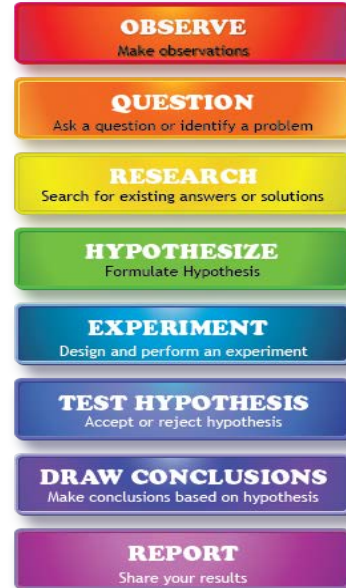 OBSERVE
Make observations
QUESTION
Ask a question or identify a problem
RESEARCH
Search for existing answers or solutions
HYPOTHESIZE
Formulate Hypothesis
EXPERIMENT
Design and perform an experiment
TEST HYPOTHESIS
Accept or reject hypothesis
DRAW CONCLUSIONS
Make conclusions based on hypothesis
REPORT
Share your results